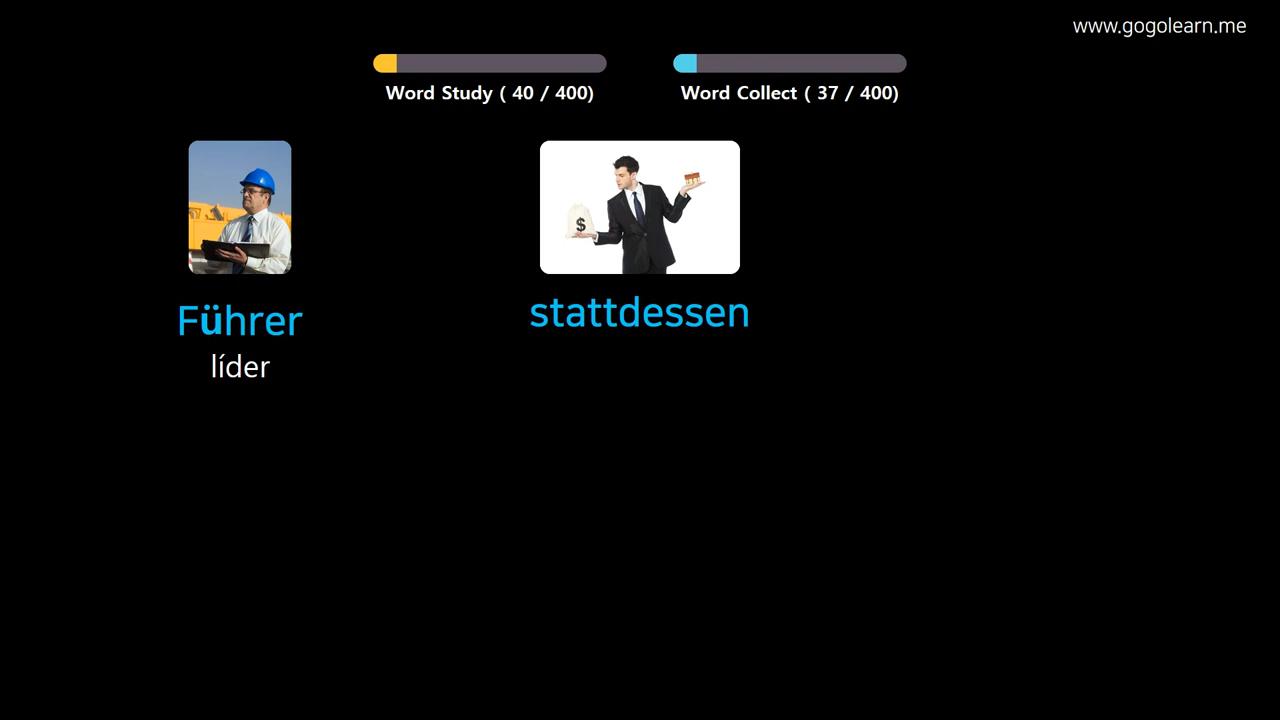 www.gogolearn.me
Word Study ( 40 / 400)
Word Collect ( 37 / 400)
$
Führer
líder
stattdessen